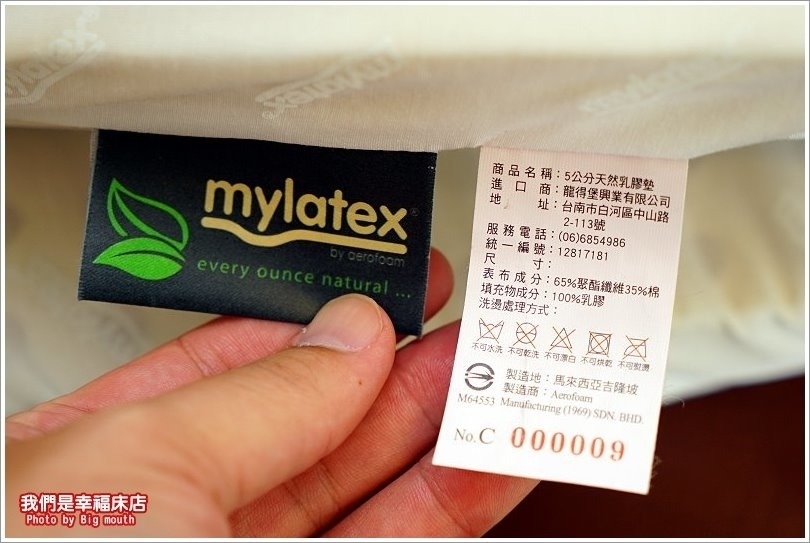 mylatex®
by aerofoam
every ounce natural ...
商品名稱：5公分天然乳膠墊
進口商：龍得堡興業有限公司
地址：台南市白河區中山路
2-113號
服務電話：(06)6854986
統一編號：12817181
尺寸：
表布成分：65%聚酯纖維35%棉
填充物成分：100%乳膠
洗燙處理方式：
不可水洗 不可乾洗 不可漂白 不可烘乾 不可熨燙
製造地：馬來西亞吉隆坡
製造商：Aerofoam
M64553 Manufacturing (1969) SDN. BHD.
No. C 000009
我們是幸福床店
Photo by Big mouth